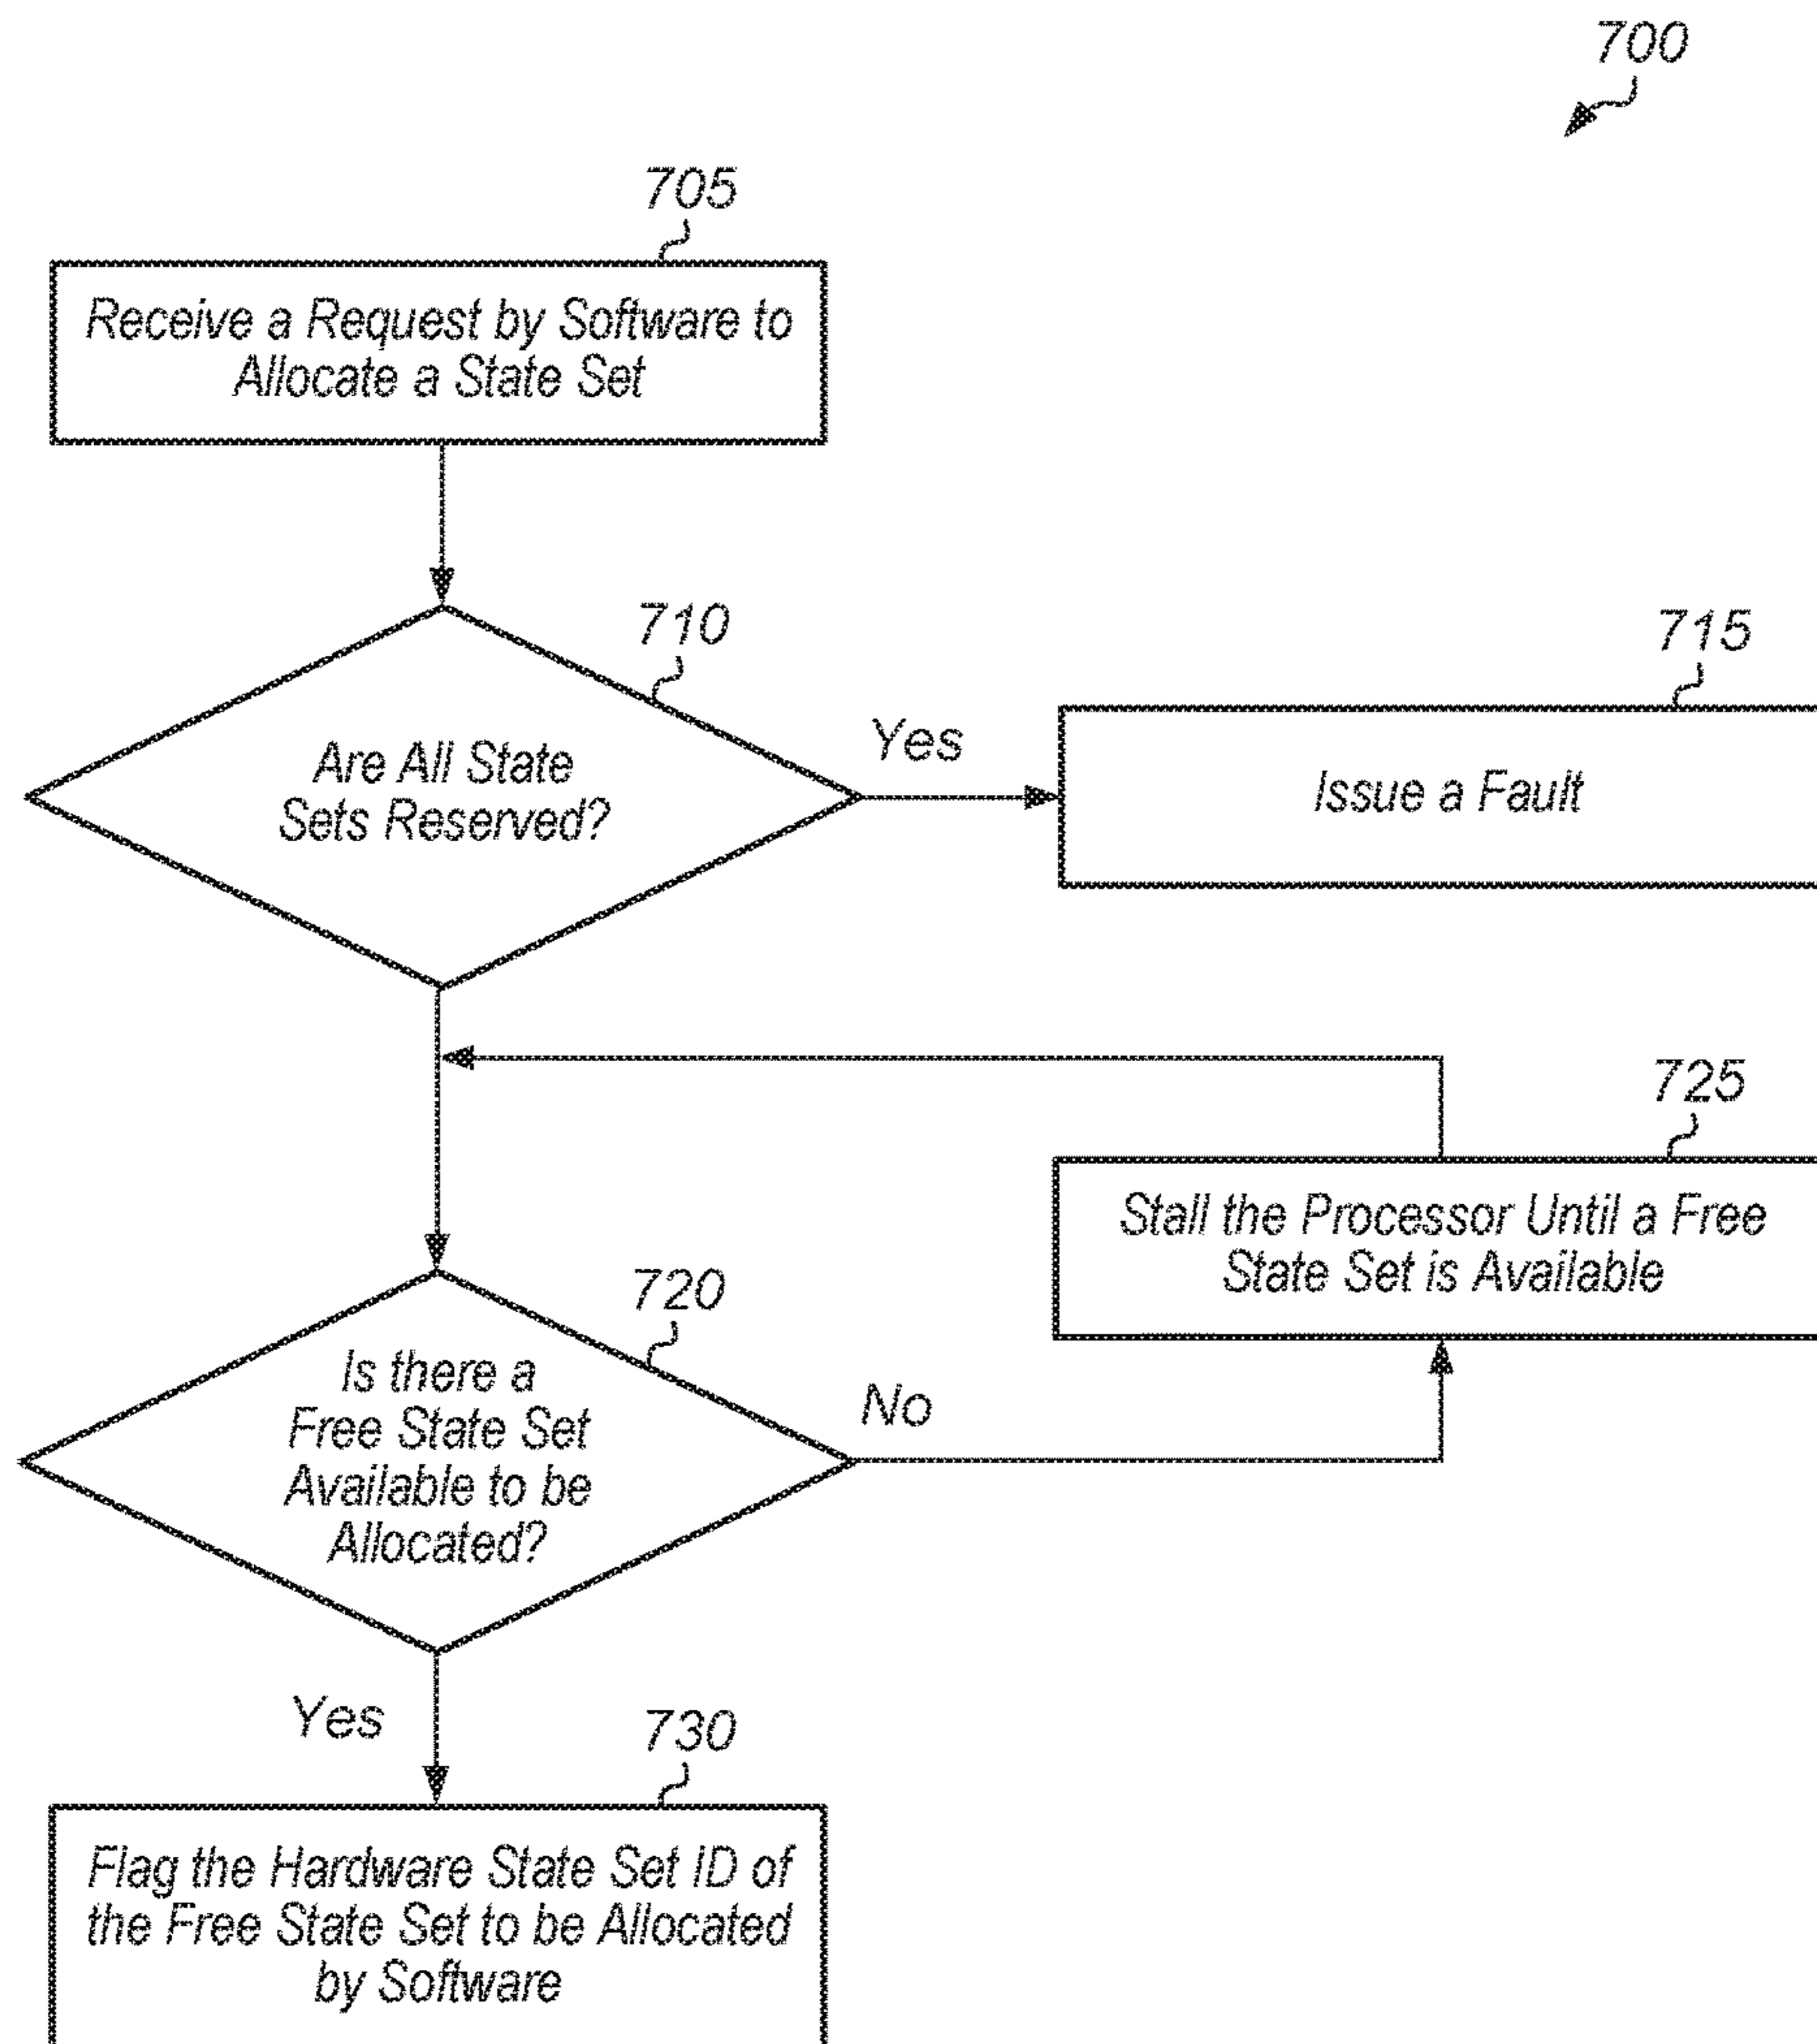 700
705
Receive a Request by Software to
Allocate a State Set
710
Are All State
Sets Reserved?
Yes
715
Issue a Fault
725
Stall the Processor Until a Free
State Set is Available
720
Is there a
Free State Set
Available to be
Allocated?
No
Yes
730
Flag the Hardware State Set ID of
the Free State Set to be Allocated
by Software